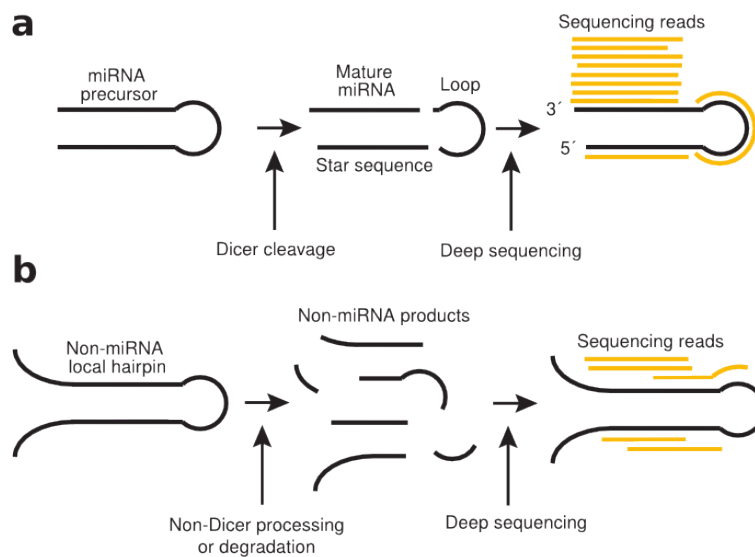 a
Sequencing reads
miRNA
precursor
Mature
miRNA
Loop
3´
5´
Star sequence
Dicer cleavage
Deep sequencing
b
Non-miRNA products
Non-miRNA
local hairpin
Sequencing reads
Non-Dicer processing
or degradation
Deep sequencing